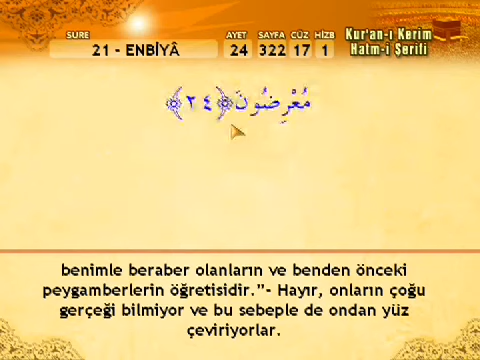 SURE AYET SAYFA CÜZ HİZB
21 - ENBİYÂ 24 322 17 1
Kur'an-ı Kerim
Hatm-i Şerifi
مُعْرِضُونَ ﴿٢٤﴾
benimle beraber olanların ve benden önceki
peygamberlerin öğretisidir.”- Hayır, onların çoğu
gerçeği bilmiyor ve bu sebeple de ondan yüz
çeviriyorlar.